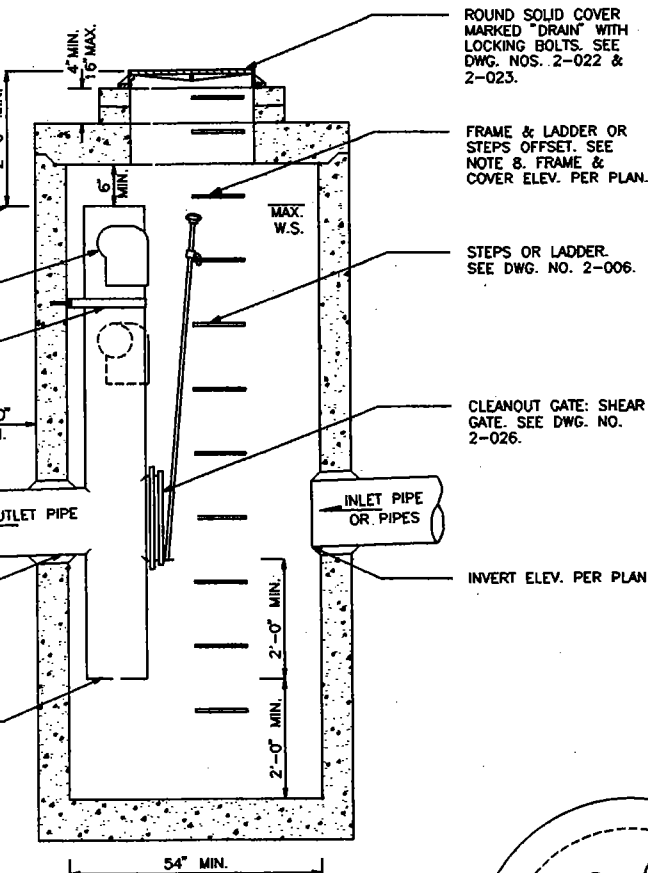 ROUND SOLID COVER
MARKED "DRAIN" WITH
LOCKING BOLTS. SEE
DWG. NOS. 2-022 &
2-023.
4" MIN.
16" MAX.
FRAME & LADDER OR
STEPS OFFSET. SEE
NOTE 8. FRAME &
COVER ELEV. PER PLAN.
6"
MIN.
MAX.
W.S.
STEPS OR LADDER.
SEE DWG. NO. 2-006.
CLEANOUT GATE: SHEAR
GATE. SEE DWG. NO.
2-026.
PIPE
INLET PIPE
OR PIPES
INVERT ELEV. PER PLAN
2'-0" MIN.
2'-0" MIN.
54" MIN.